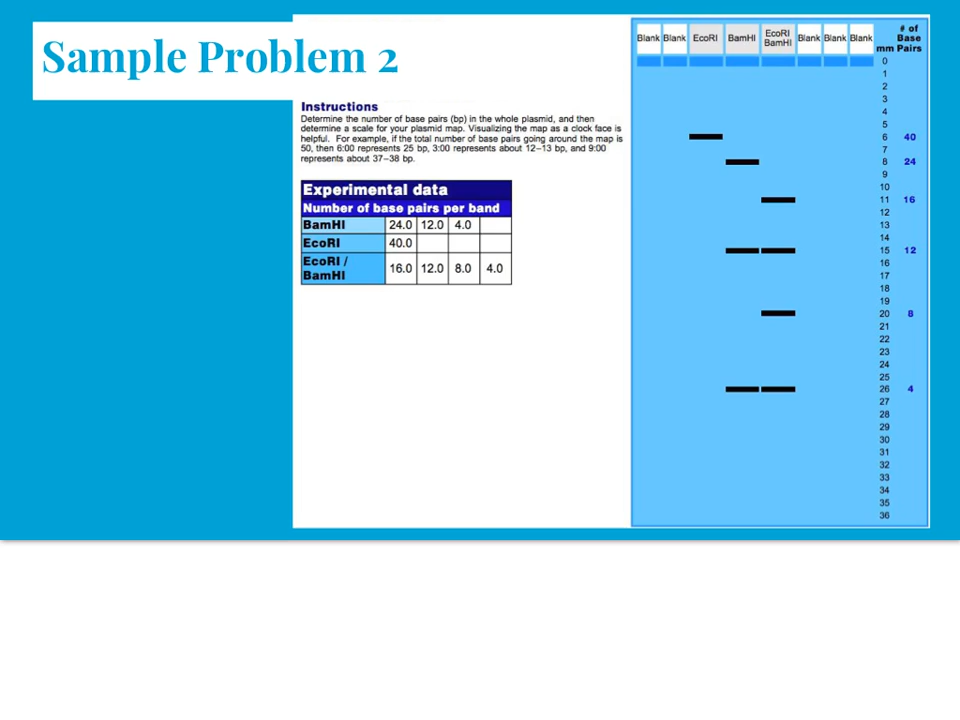 Sample Problem 2
Instructions
Determine the number of base pairs (bp) in the whole plasmid, and then
determine a scale for your plasmid map. Visualizing the map as a clock face is
helpful. For example, if the total number of base pairs going around the map is
50, then 6:00 represents 25 bp, 3:00 represents about 12–13 bp, and 9:00
represents about 37–38 bp.
Experimental data
Number of base pairs per band
BamHI 24.0 12.0 4.0
EcoRI 40.0
EcoRI /
BamHI 16.0 12.0 8.0 4.0
Blank Blank EcoRI BamHI EcoRI BamHI Blank Blank Blank
# of
Base
mm Pairs
0
1
2
3
4
5
6 40
7
8 24
9
10
11 16
12
13
14
15 12
16
17
18
19
20 8
21
22
23
24
25
26 4
27
28
29
30
31
32
33
34
35
36